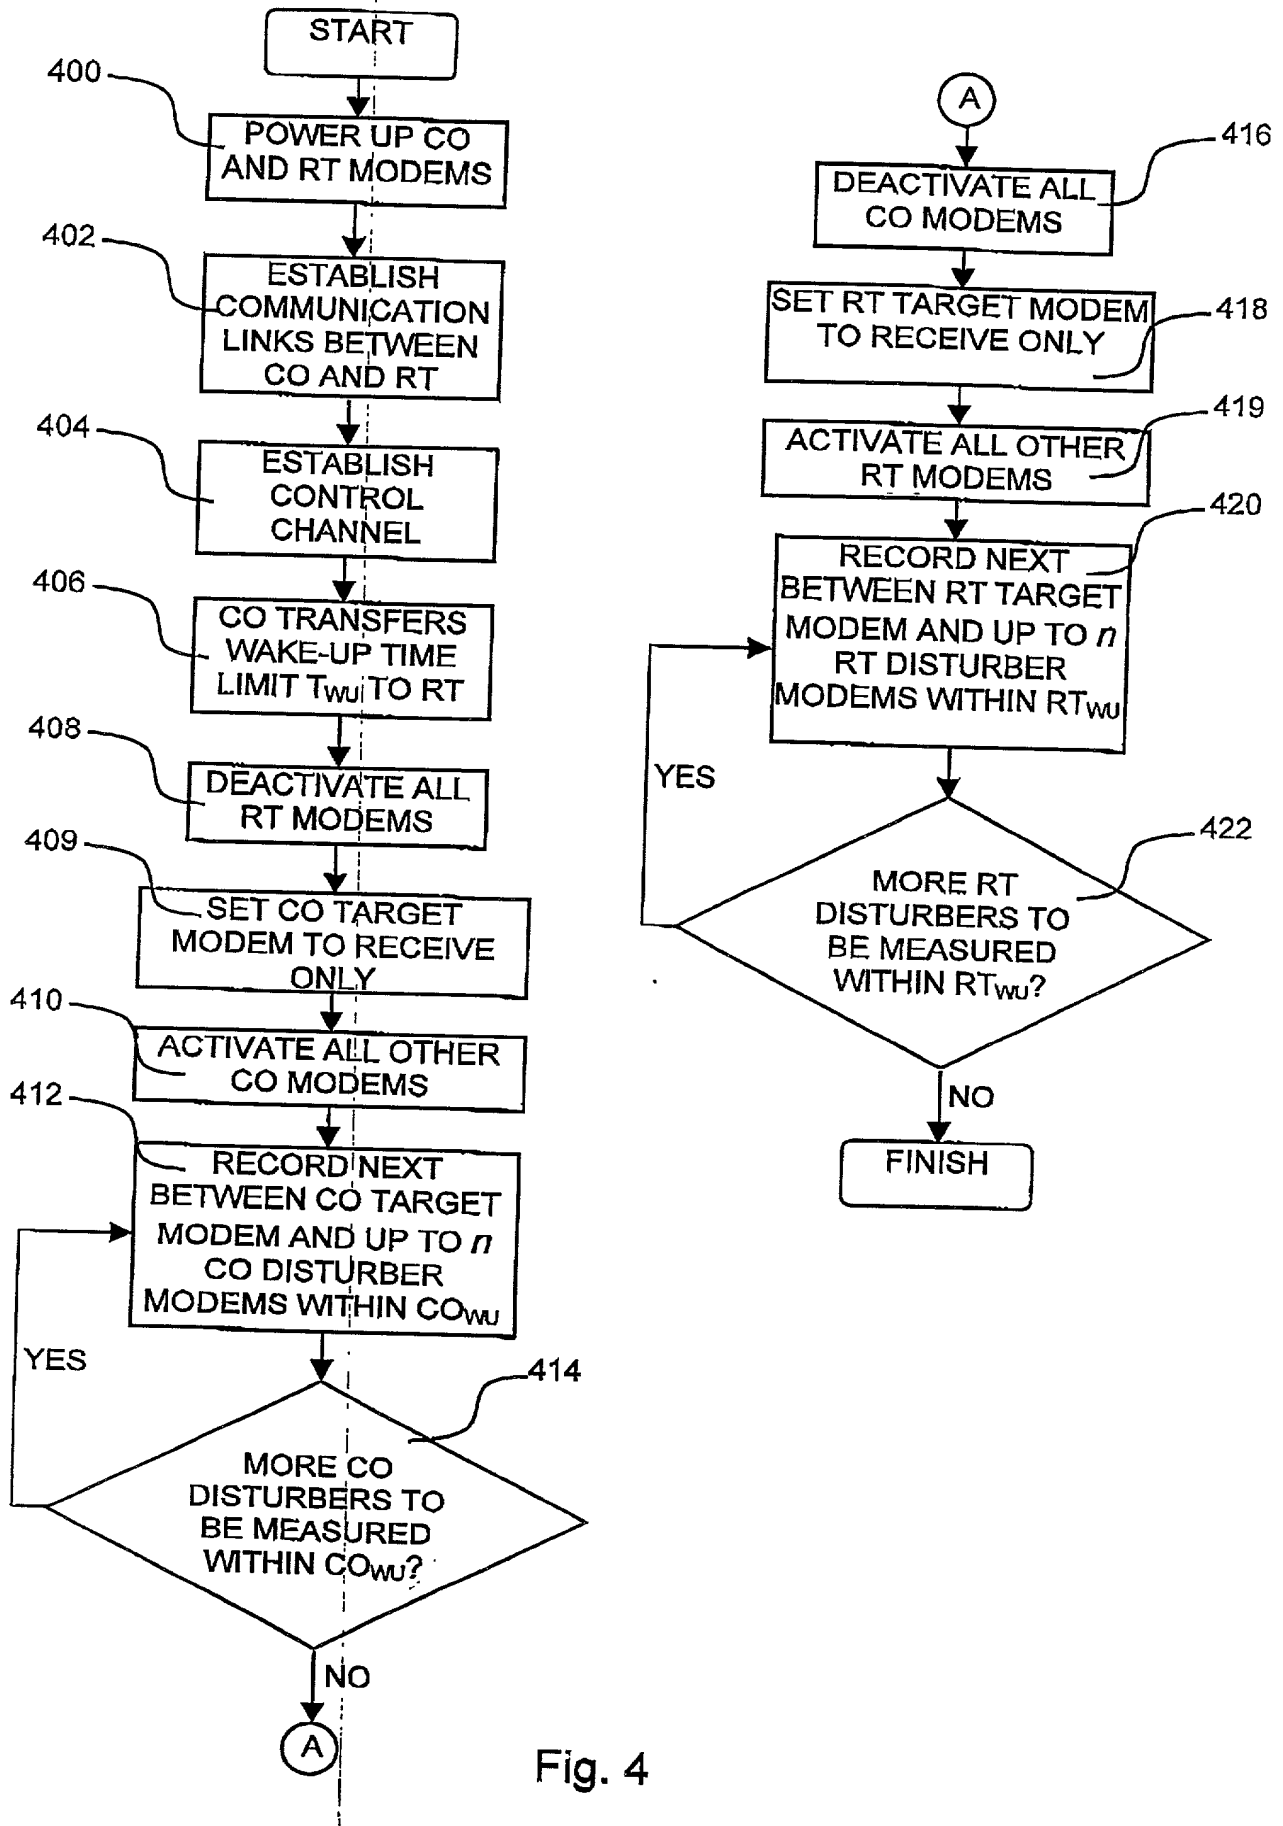 START
400
POWER UP CO
AND RT MODEMS
402
ESTABLISH
COMMUNICATION
LINKS BETWEEN
CO AND RT
404
ESTABLISH
CONTROL
CHANNEL
406
CO TRANSFERS
WAKE-UP TIME
LIMIT TWU TO RT
408
DEACTIVATE ALL
RT MODEMS
409
SET CO TARGET
MODEM TO RECEIVE
ONLY
410
ACTIVATE ALL OTHER
CO MODEMS
412
RECORD NEXT
BETWEEN CO TARGET
MODEM AND UP TO n
CO DISTURBER
MODEMS WITHIN COWU
YES
414
MORE CO
DISTURBERS TO
BE MEASURED
WITHIN COWU?
NO
A
A
416
DEACTIVATE ALL
CO MODEMS
SET RT TARGET MODEM
TO RECEIVE ONLY
418
419
ACTIVATE ALL OTHER
RT MODEMS
420
RECORD NEXT
BETWEEN RT TARGET
MODEM AND UP TO n
RT DISTURBER
MODEMS WITHIN RTWU
YES
422
MORE RT
DISTURBERS TO
BE MEASURED
WITHIN RTWU?
NO
FINISH
Fig. 4